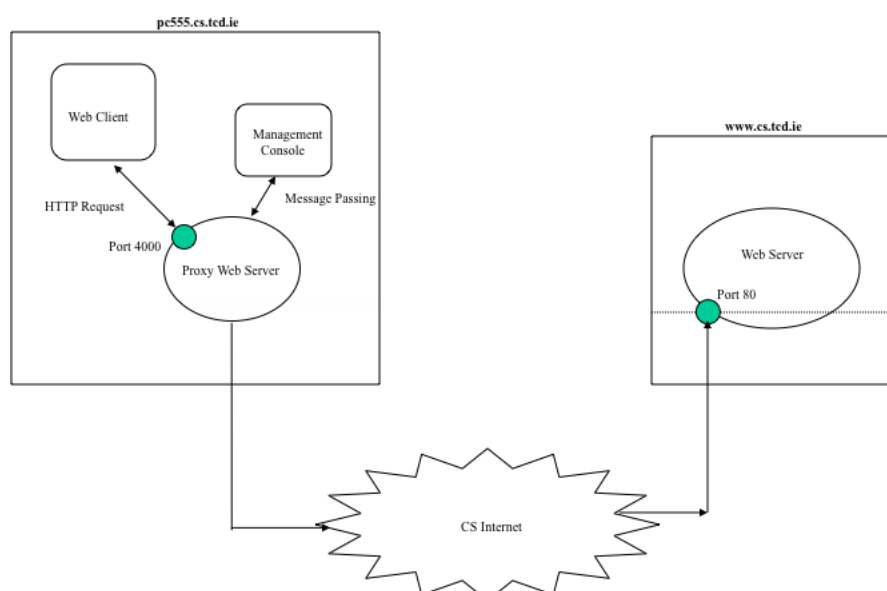 pc555.cs.tcd.ie
Web Client
Management
Console
HTTP Request
Message Passing
Port 4000
Proxy Web Server
www.cs.tcd.ie
Web Server
Port 80
CS Internet